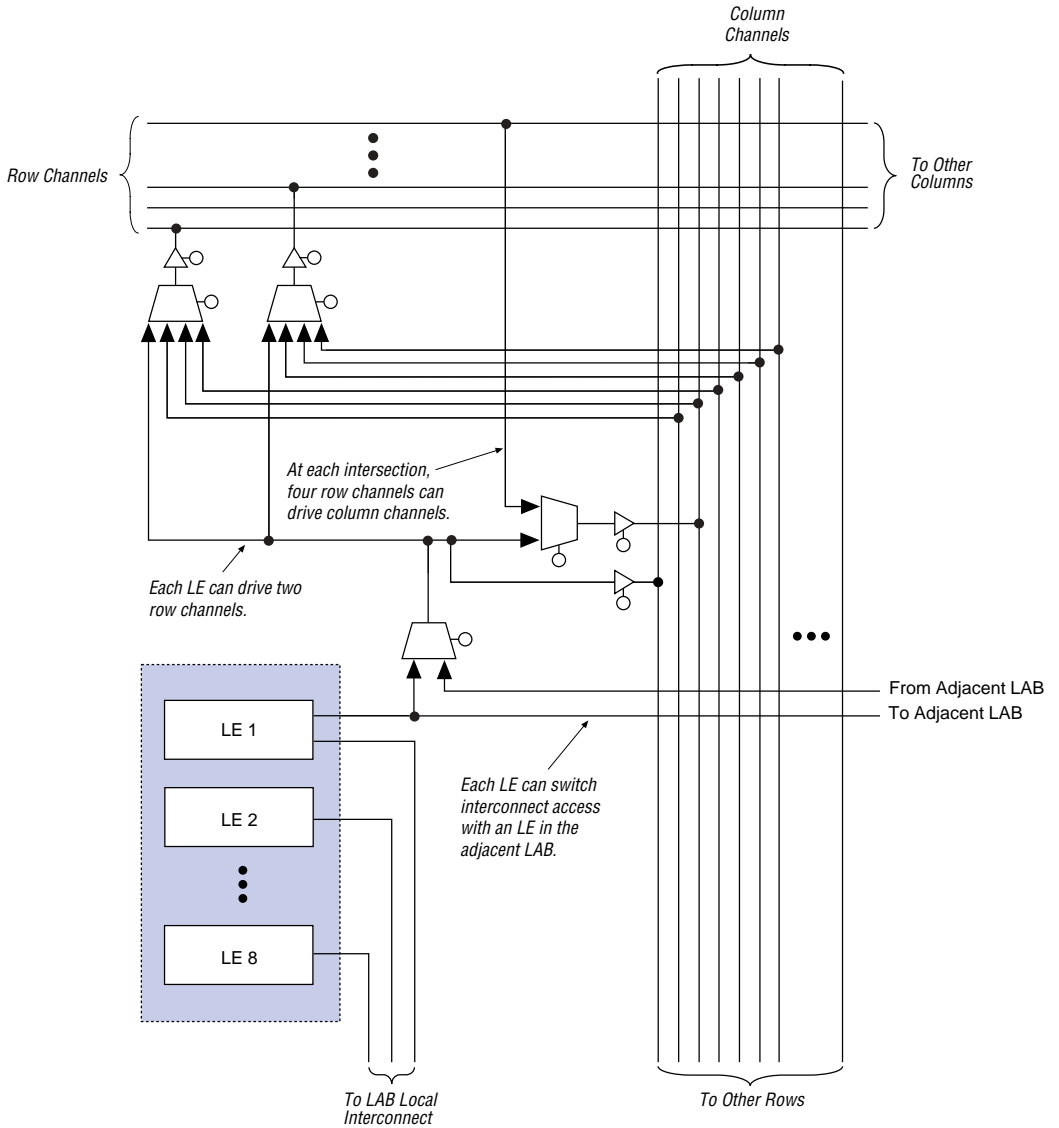 Column
Channels
Row Channels
To Other
Columns
At each intersection,
four row channels can
drive column channels.
Each LE can drive two
row channels.
From Adjacent LAB
To Adjacent LAB
LE 1
Each LE can switch
interconnect access
with an LE in the
adjacent LAB.
LE 2
LE 8
To LAB Local
Interconnect
To Other Rows